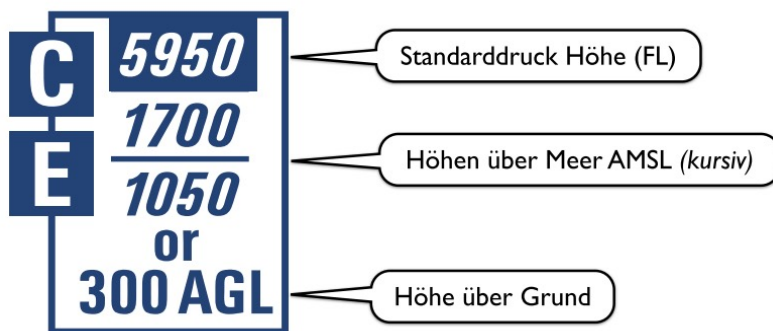 C
5950
Standarddruck Höhe (FL)
1700
Höhen über Meer AMSL (kursiv)
E
1050
or
300 AGL
Höhe über Grund